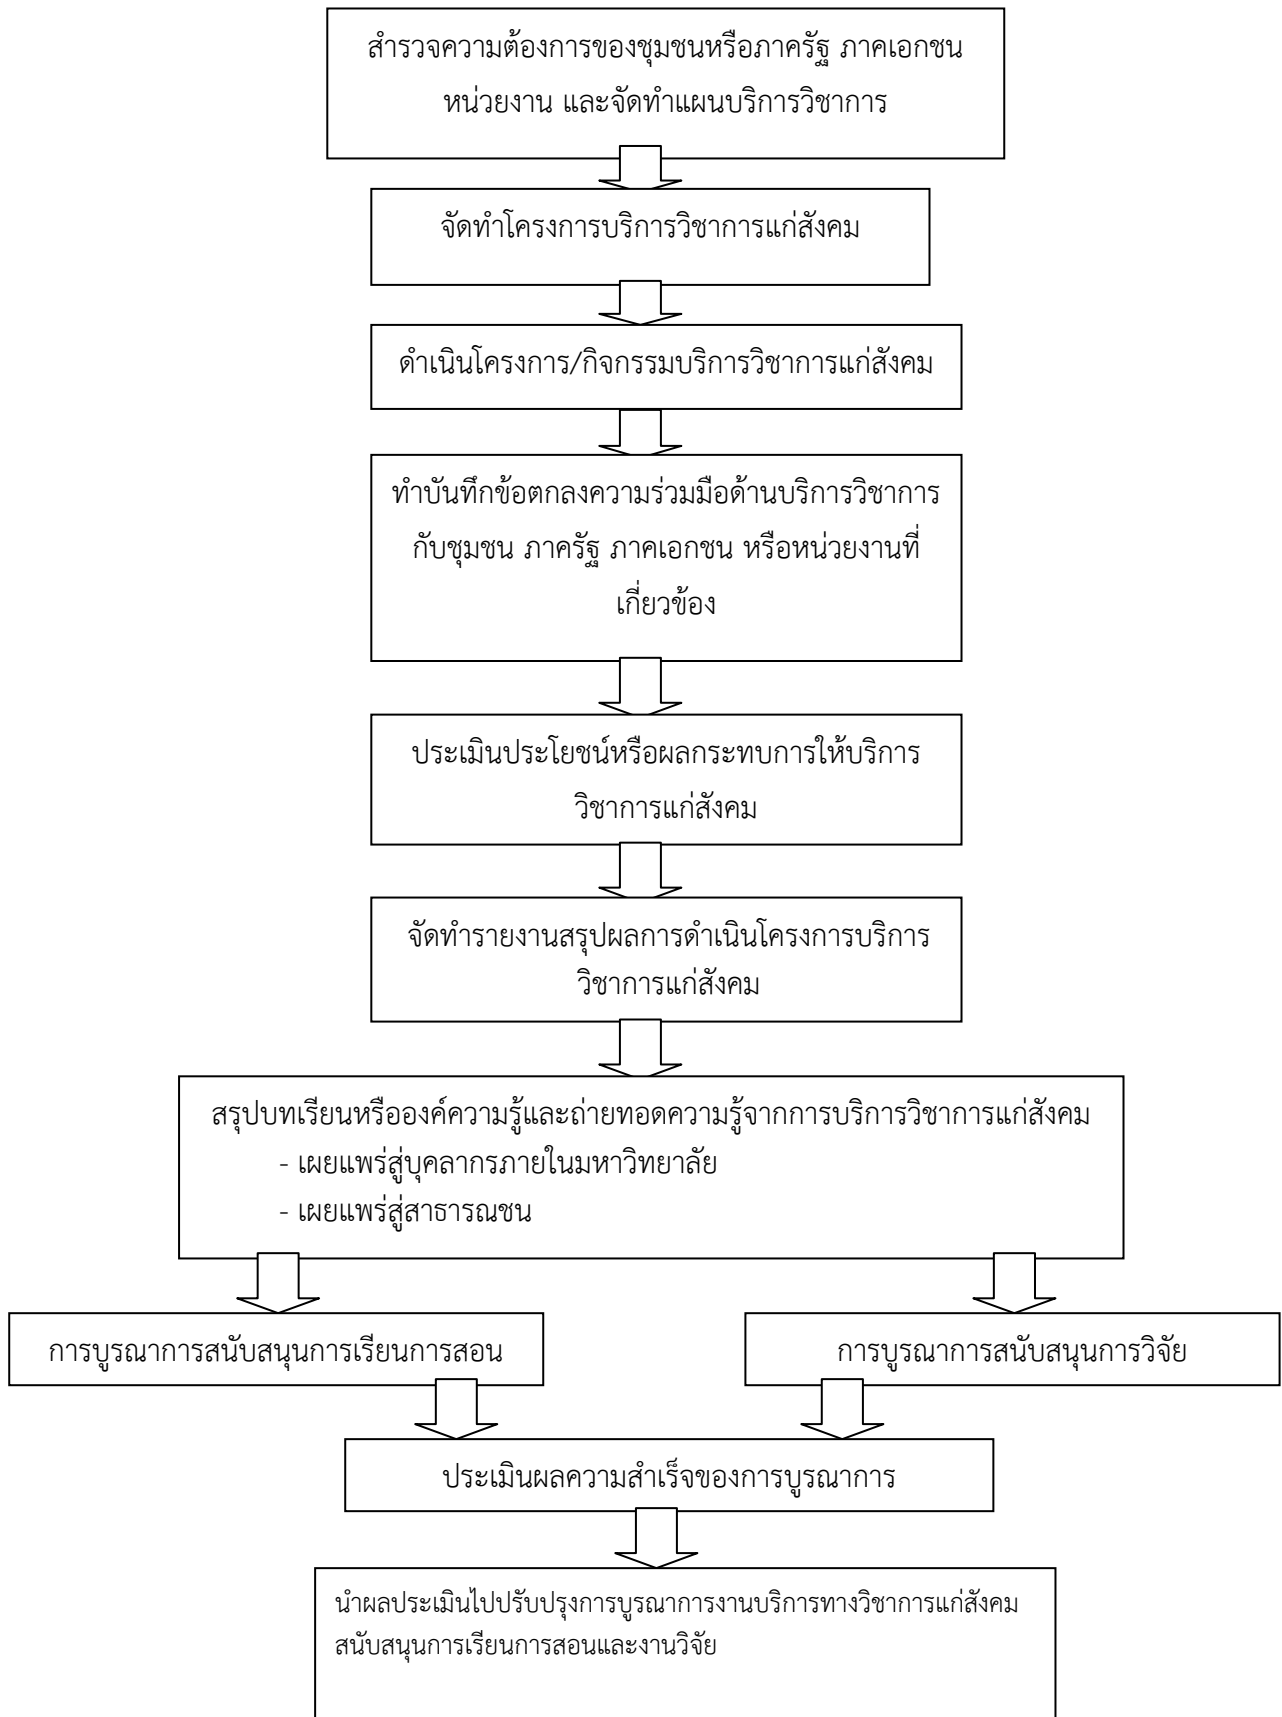 สำรวจความต้องการของชุมชนหรือภาครัฐ ภาคเอกชน
หน่วยงาน และจัดทำแผนบริการวิชาการ
จัดทำโครงการบริการวิชาการแก่สังคม
ดำเนินโครงการ/กิจกรรมบริการวิชาการแก่สังคม
ทำบันทึกข้อตกลงความร่วมมือด้านบริการวิชาการ
กับชุมชน ภาครัฐ ภาคเอกชน หรือหน่วยงานที่
เกี่ยวข้อง
ประเมินประโยชน์หรือผลกระทบการให้บริการ
วิชาการแก่สังคม
จัดทำรายงานสรุปผลการดำเนินโครงการบริการ
วิชาการแก่สังคม
สรุปบทเรียนหรือองค์ความรู้และถ่ายทอดความรู้จากการบริการวิชาการแก่สังคม
- เผยแพร่สู่บุคลากรภายในมหาวิทยาลัย
- เผยแพร่สู่สาธารณชน
การบูรณาการสนับสนุนการเรียนการสอน
การบูรณาการสนับสนุนการวิจัย
ประเมินผลความสำเร็จของการบูรณาการ
นำผลประเมินไปปรับปรุงการบูรณาการงานบริการทางวิชาการแก่สังคม
สนับสนุนการเรียนการสอนและงานวิจัย